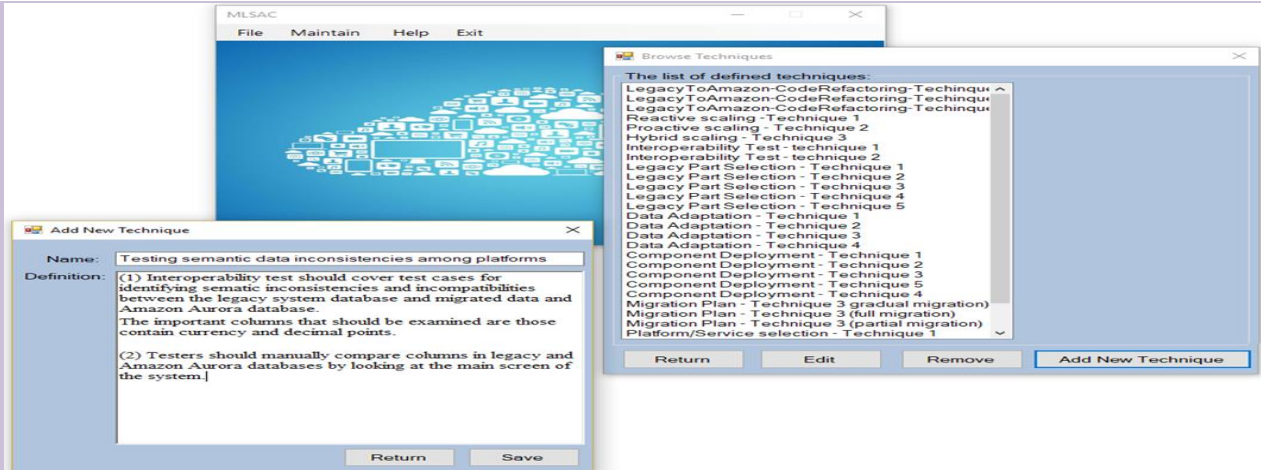 MLSAC
File Maintain Help Exit
Browse Techniques
The list of defined techniques:
LegacyToAmazon-CodeRefactoring-Techinque
LegacyToAmazon-CodeRefactoring-Techinque
LegacyToAmazon-CodeRefactoring-Techinque
Reactive scaling -Technique 1
Proactive scaling - Technique 2
Hybrid scaling - Technique 3
Interoperability Test - technique 1
Interoperability Test - technique 2
Legacy Part Selection - Technique 1
Legacy Part Selection - Technique 2
Legacy Part Selection - Technique 3
Legacy Part Selection - Technique 4
Legacy Part Selection - Technique 5
Data Adaptation - Technique 1
Data Adaptation - Technique 2
Data Adaptation - Technique 3
Data Adaptation - Technique 4
Component Deployment - Technique 1
Component Deployment - Technique 2
Component Deployment - Technique 3
Component Deployment - Technique 5
Component Deployment - Technique 4
Migration Plan - Technique 3 gradual migration)
Migration Plan - Technique 3 (full migration)
Migration Plan - Technique 3 (partial migration)
Platform/Service selection - Technique 1
Return Edit Remove Add New Technique
Add New Technique
Name: Testing semantic data inconsistencies among platforms
Definition: (1) Interoperability test should cover test cases for
identifying sematic inconsistencies and incompatibilities
between the legacy system database and migrated data and
Amazon Aurora database.
The important columns that should be examined are those
contain currency and decimal points.
(2) Testers should manually compare columns in legacy and
Amazon Aurora databases by looking at the main screen of
the system.
Return Save